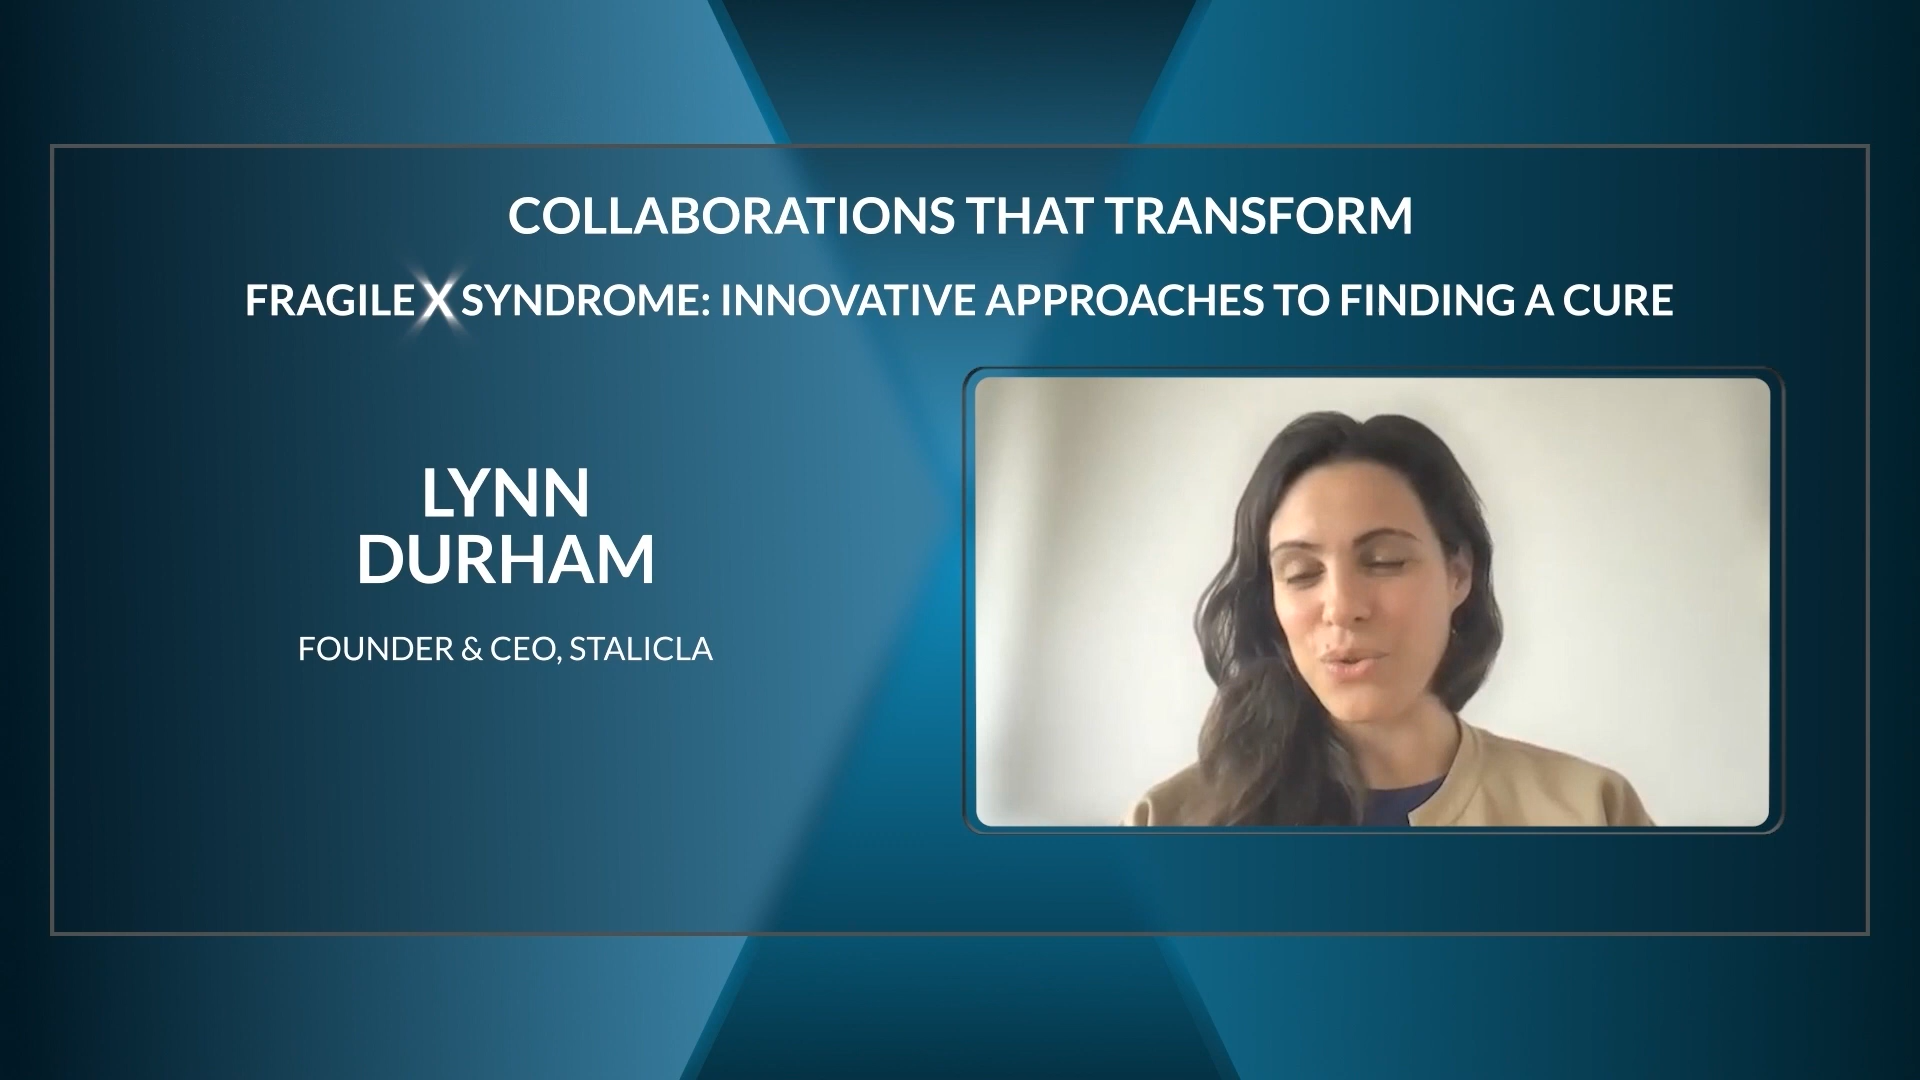 COLLABORATIONS THAT TRANSFORM
FRAGILE X SYNDROME: INNOVATIVE APPROACHES TO FINDING A CURE
LYNN
DURHAM
FOUNDER & CEO, STALICLA